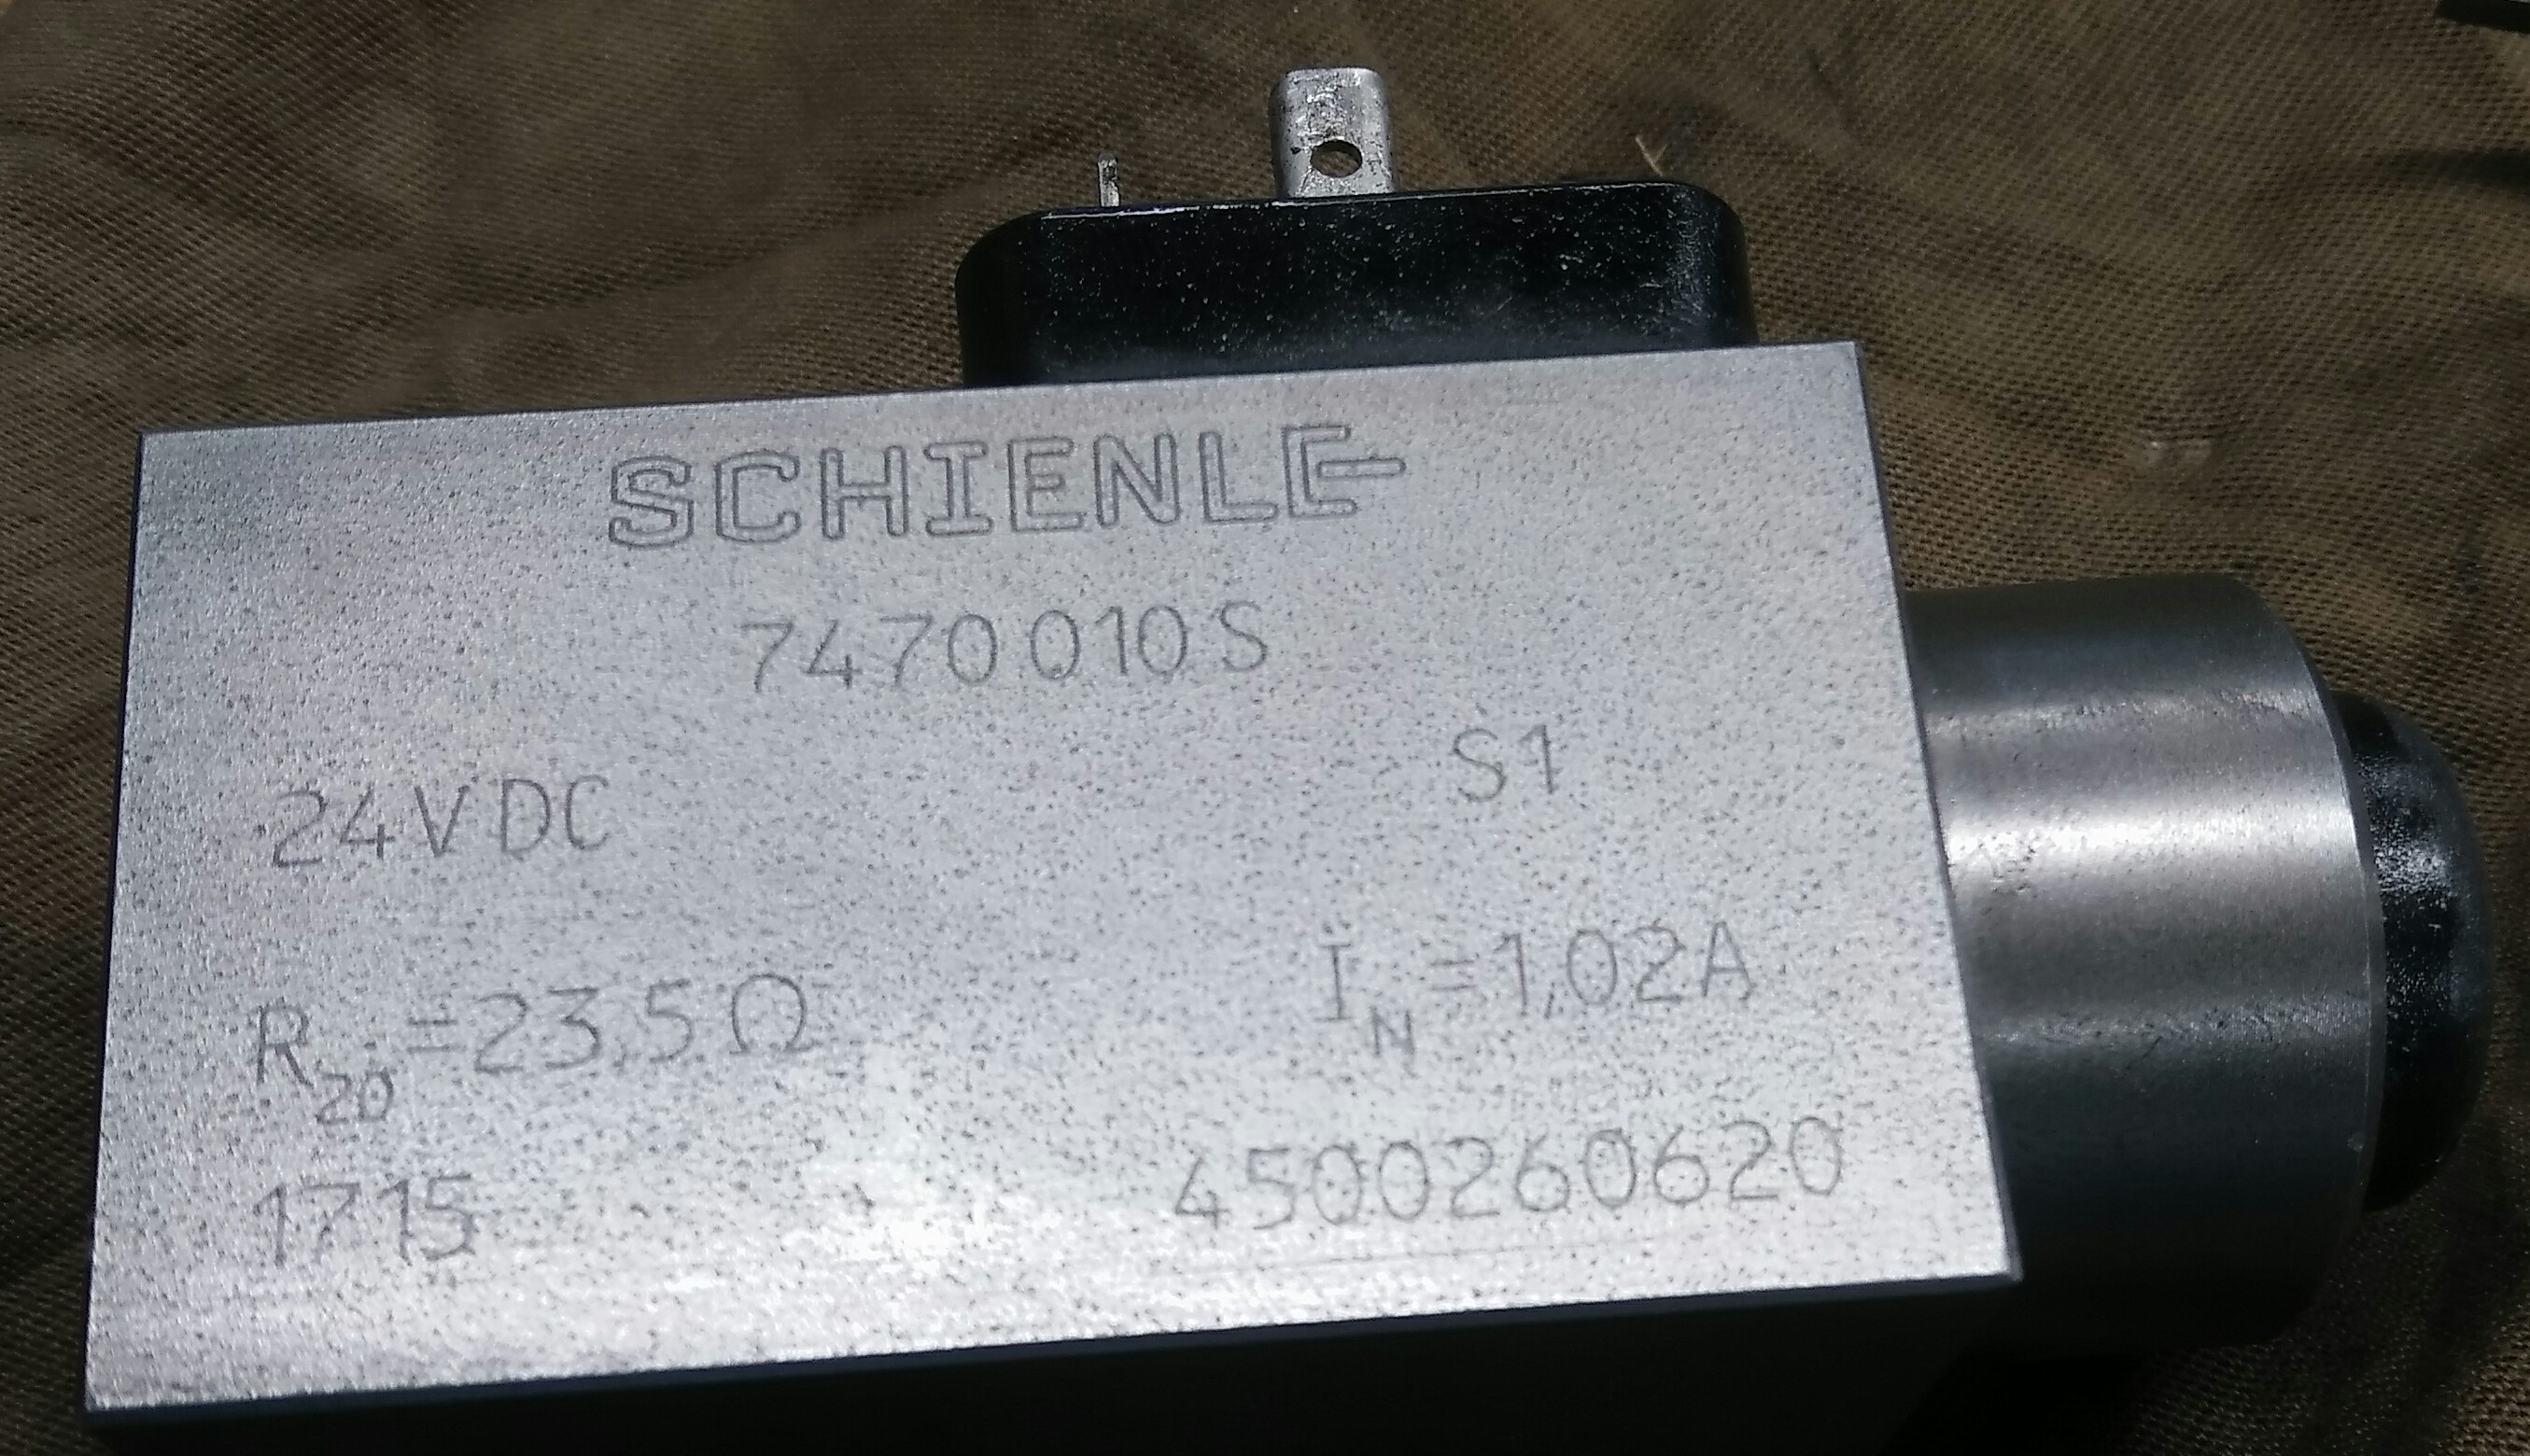 SCHIENLE
7470010S
24VDC S1
R20=23,5Ω IN=1,02A
1715 4500260620